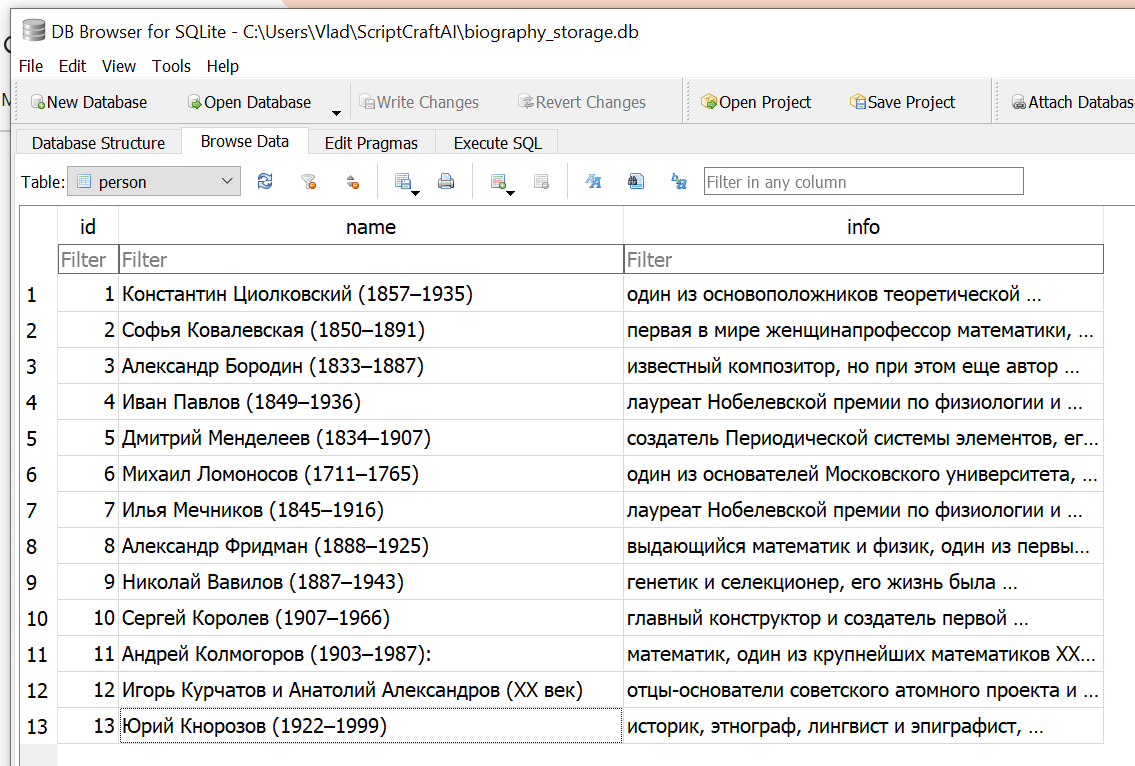 DB Browser for SQLite - C:\Users\Vlad\ScriptCraftAI\biography_storage.db
File Edit View Tools Help
New Database Open Database Write Changes Revert Changes Open Project Save Project Attach Databas
Database Structure Browse Data Edit Pragmas Execute SQL
Table: person Filter in any column
id name info
Filter Filter Filter
1 1 Константин Циолковский (1857–1935) один из основоположников теоретической ...
2 2 Софья Ковалевская (1850–1891) первая в мире женщинапрофессор математики, ...
3 3 Александр Бородин (1833–1887) известный композитор, но при этом еще автор ...
4 4 Иван Павлов (1849–1936) лауреат Нобелевской премии по физиологии и ...
5 5 Дмитрий Менделеев (1834–1907) создатель Периодической системы элементов, ег...
6 6 Михаил Ломоносов (1711–1765) один из основателей Московского университета, ...
7 7 Илья Мечников (1845–1916) лауреат Нобелевской премии по физиологии и ...
8 8 Александр Фридман (1888–1925) выдающийся математик и физик, один из первы...
9 9 Николай Вавилов (1887–1943) генетик и селекционер, его жизнь была ...
10 10 Сергей Королев (1907–1966) главный конструктор и создатель первой ...
11 11 Андрей Колмогоров (1903–1987): математик, один из крупнейших математиков XX...
12 12 Игорь Курчатов и Анатолий Александров (XX век) отцы-основатели советского атомного проекта и ...
13 13 Юрий Кнорозов (1922–1999) историк, этнограф, лингвист и эпиграфист, ...